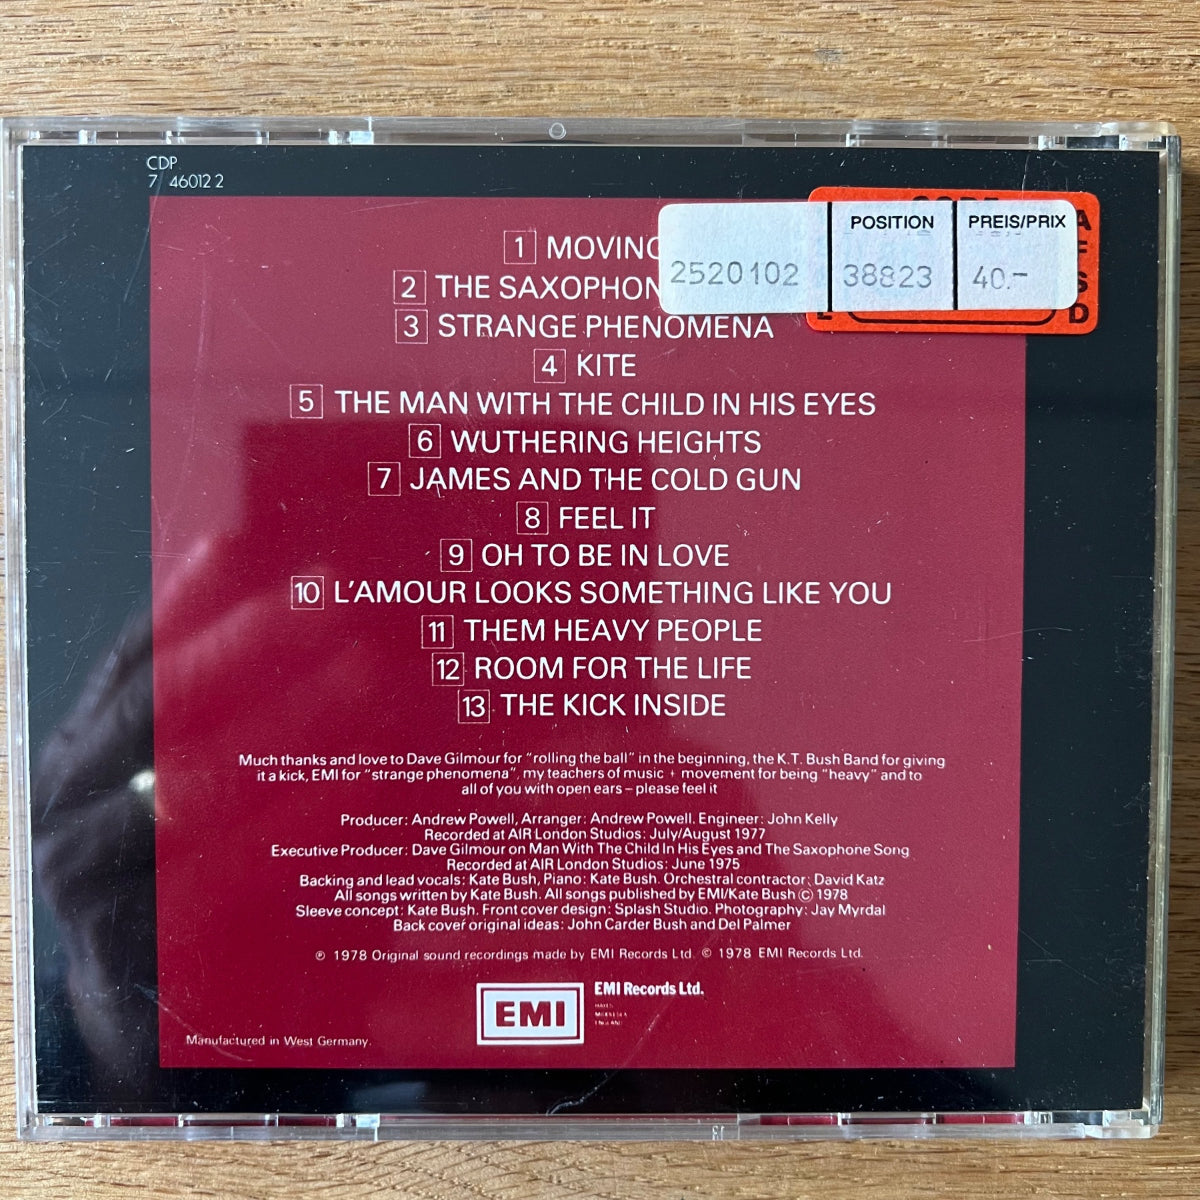 CDP
7 46012 2
POSITION PREIS/PRIX
2520102 38823 40.-
1 MOVING
2 THE SAXOPHON
3 STRANGE PHENOMENA
4 KITE
5 THE MAN WITH THE CHILD IN HIS EYES
6 WUTHERING HEIGHTS
7 JAMES AND THE COLD GUN
8 FEEL IT
9 OH TO BE IN LOVE
10 L'AMOUR LOOKS SOMETHING LIKE YOU
11 THEM HEAVY PEOPLE
12 ROOM FOR THE LIFE
13 THE KICK INSIDE
Much thanks and love to Dave Gilmour for "rolling the ball" in the beginning, the K.T. Bush Band for giving
it a kick, EMI for "strange phenomena", my teachers of music + movement for being "heavy" and to
all of you with open ears – please feel it
Producer: Andrew Powell, Arranger: Andrew Powell. Engineer: John Kelly
Recorded at AIR London Studios: July/August 1977
Executive Producer: Dave Gilmour on Man With The Child In His Eyes and The Saxophone Song
Recorded at AIR London Studios: June 1975
Backing and lead vocals: Kate Bush, Piano: Kate Bush. Orchestral contractor: David Katz
All songs written by Kate Bush. All songs published by EMI/Kate Bush © 1978
Sleeve concept: Kate Bush. Front cover design: Splash Studio. Photography: Jay Myrdal
Back cover original ideas: John Carder Bush and Del Palmer
℗ 1978 Original sound recordings made by EMI Records Ltd. © 1978 EMI Records Ltd.
EMI
EMI Records Ltd.
HAYES
MIDDLESEX
ENGLAND
Manufactured in West Germany.